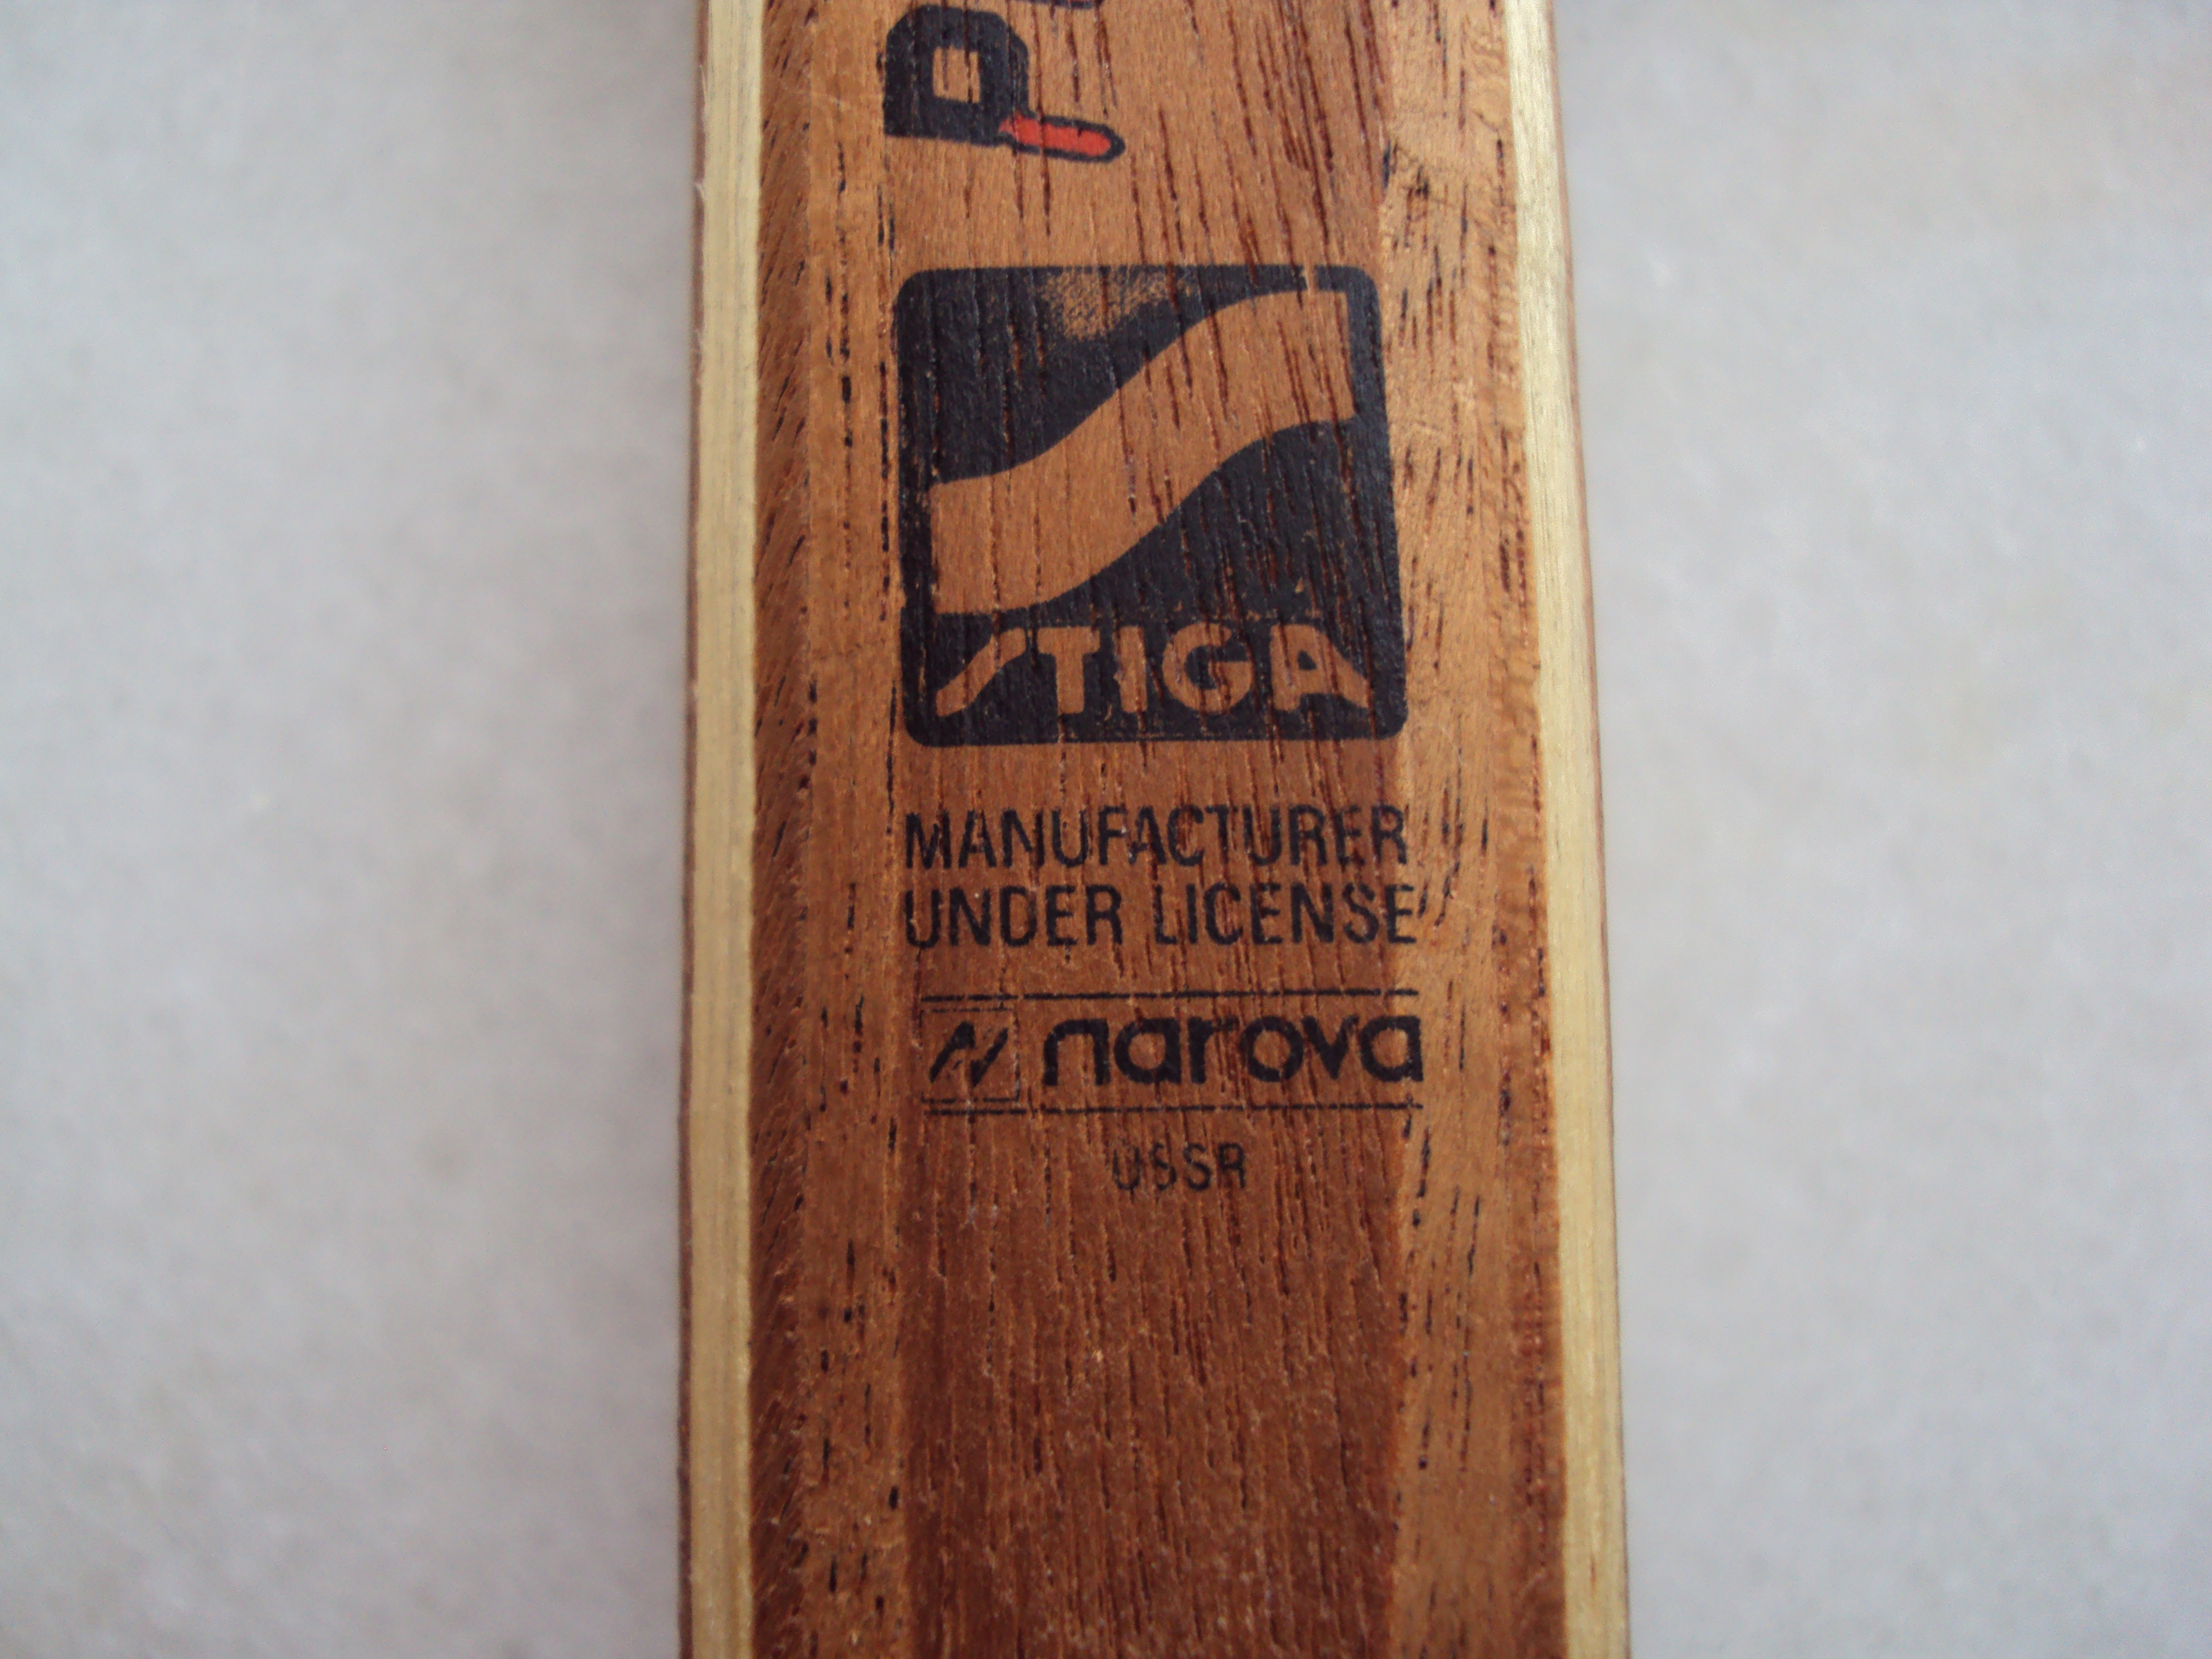 STIGA
MANUFACTURER
UNDER LICENSE
narova
USSR